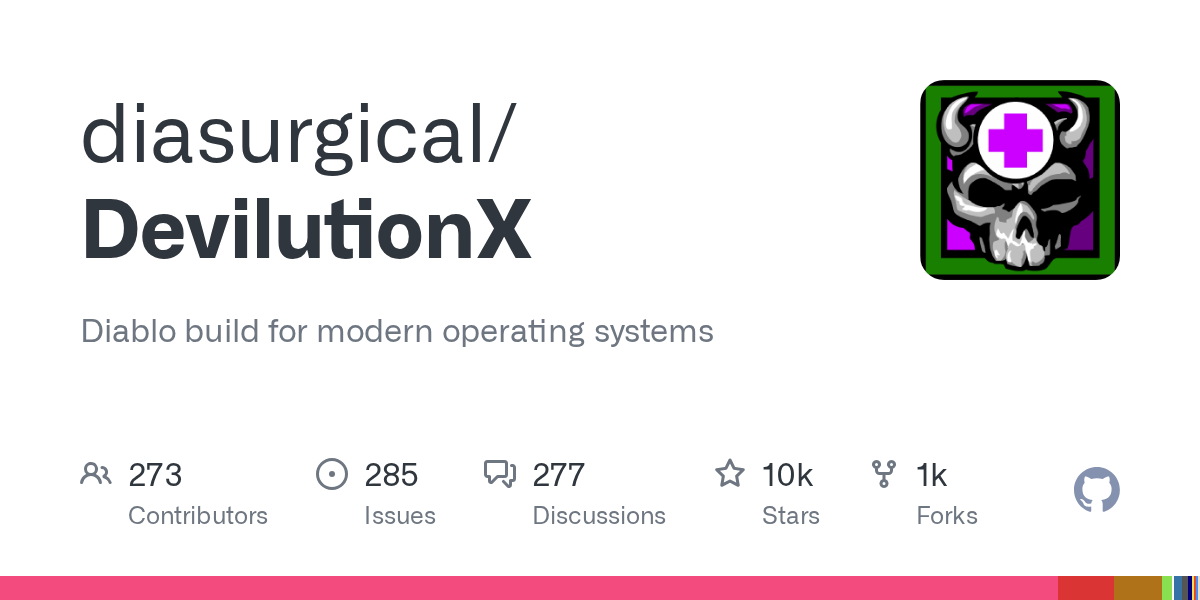 diasurgical/
DevilutionX
Diablo build for modern operating systems
273 285 277 10k 1k
Contributors Issues Discussions Stars Forks